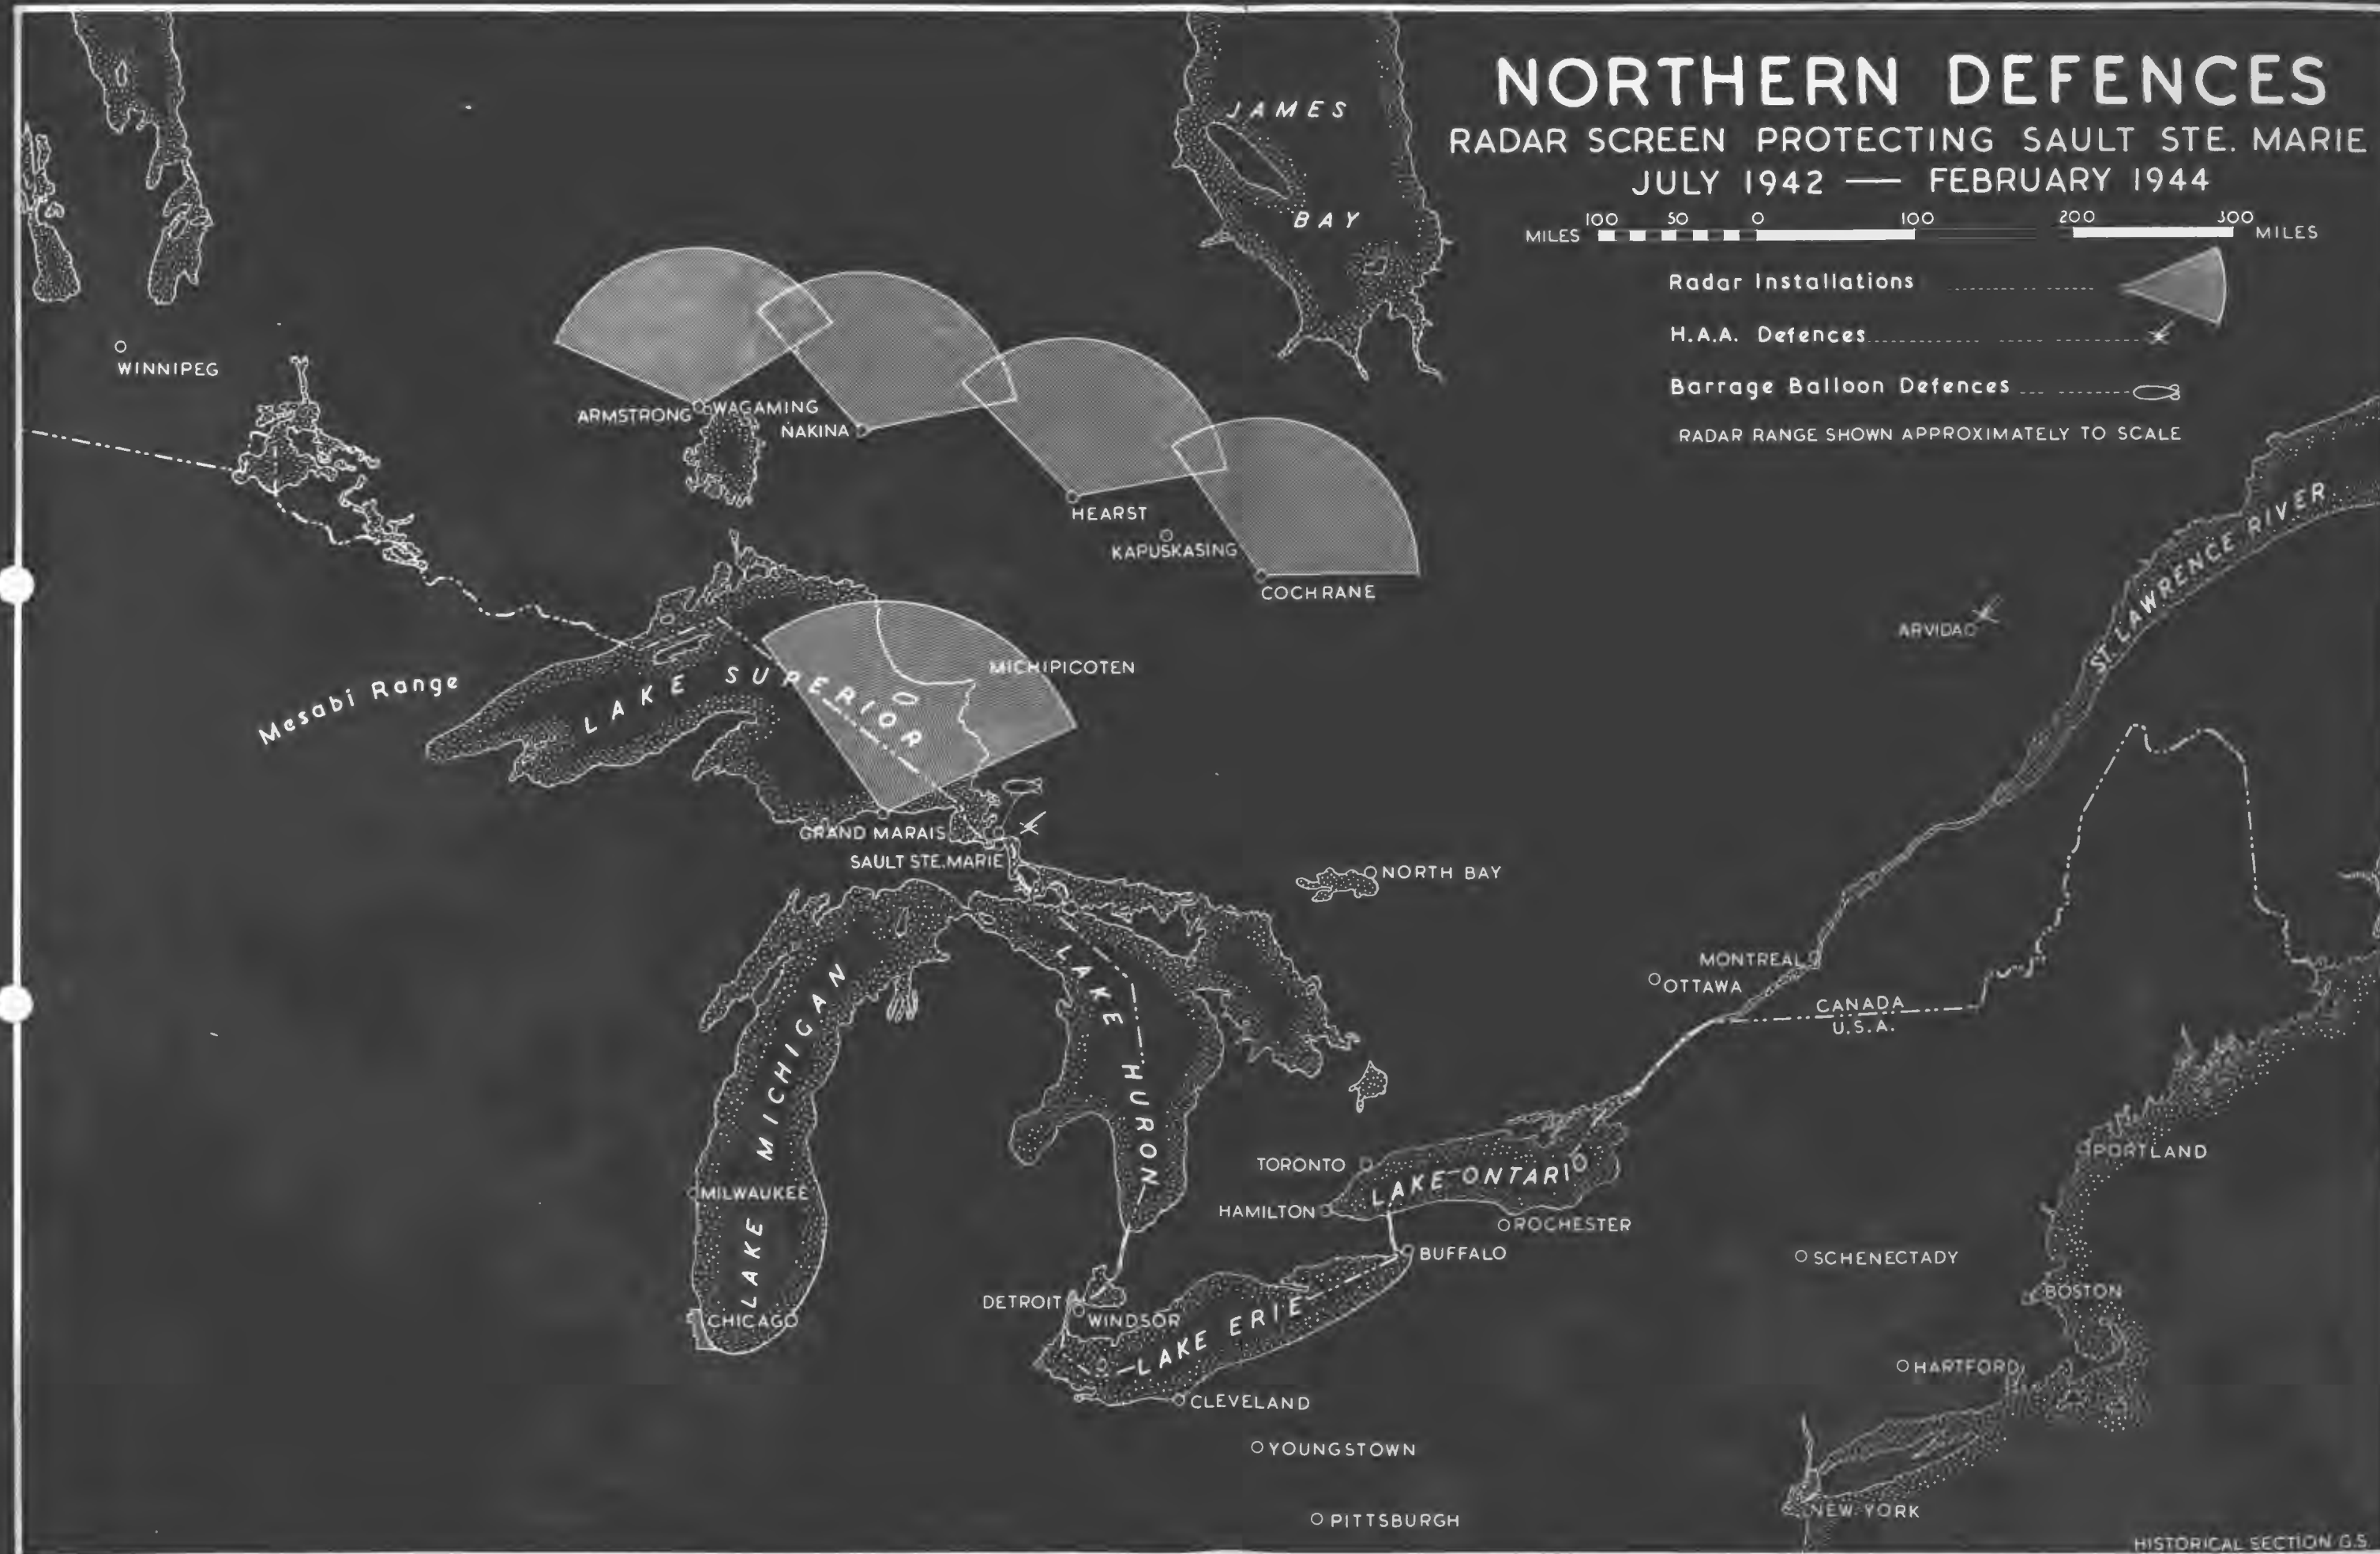 NORTHERN DEFENCES
RADAR SCREEN PROTECTING SAULT STE. MARIE
JULY 1942 — FEBRUARY 1944
100 50 0 100 200 300
MILES MILES
Radar Installations
H.A.A. Defences
Barrage Balloon Defences
RADAR RANGE SHOWN APPROXIMATELY TO SCALE
JAMES
BAY
WINNIPEG
ARMSTRONG
WAGAMING
NAKINA
HEARST
KAPUSKASING
COCHRANE
ST. LAWRENCE RIVER
ARVIDA
MICHIPICOTEN
Mesabi Range
LAKE SUPERIOR
GRAND MARAIS
SAULT STE. MARIE
NORTH BAY
MONTREAL
OTTAWA
CANADA
U.S.A.
LAKE MICHIGAN
LAKE HURON
PORTLAND
TORONTO
LAKE ONTARIO
MILWAUKEE
HAMILTON
ROCHESTER
BUFFALO
SCHENECTADY
LAKE
BOSTON
DETROIT
WINDSOR
CHICAGO
LAKE ERIE
HARTFORD
CLEVELAND
YOUNGSTOWN
NEW YORK
PITTSBURGH
HISTORICAL SECTION G.S.